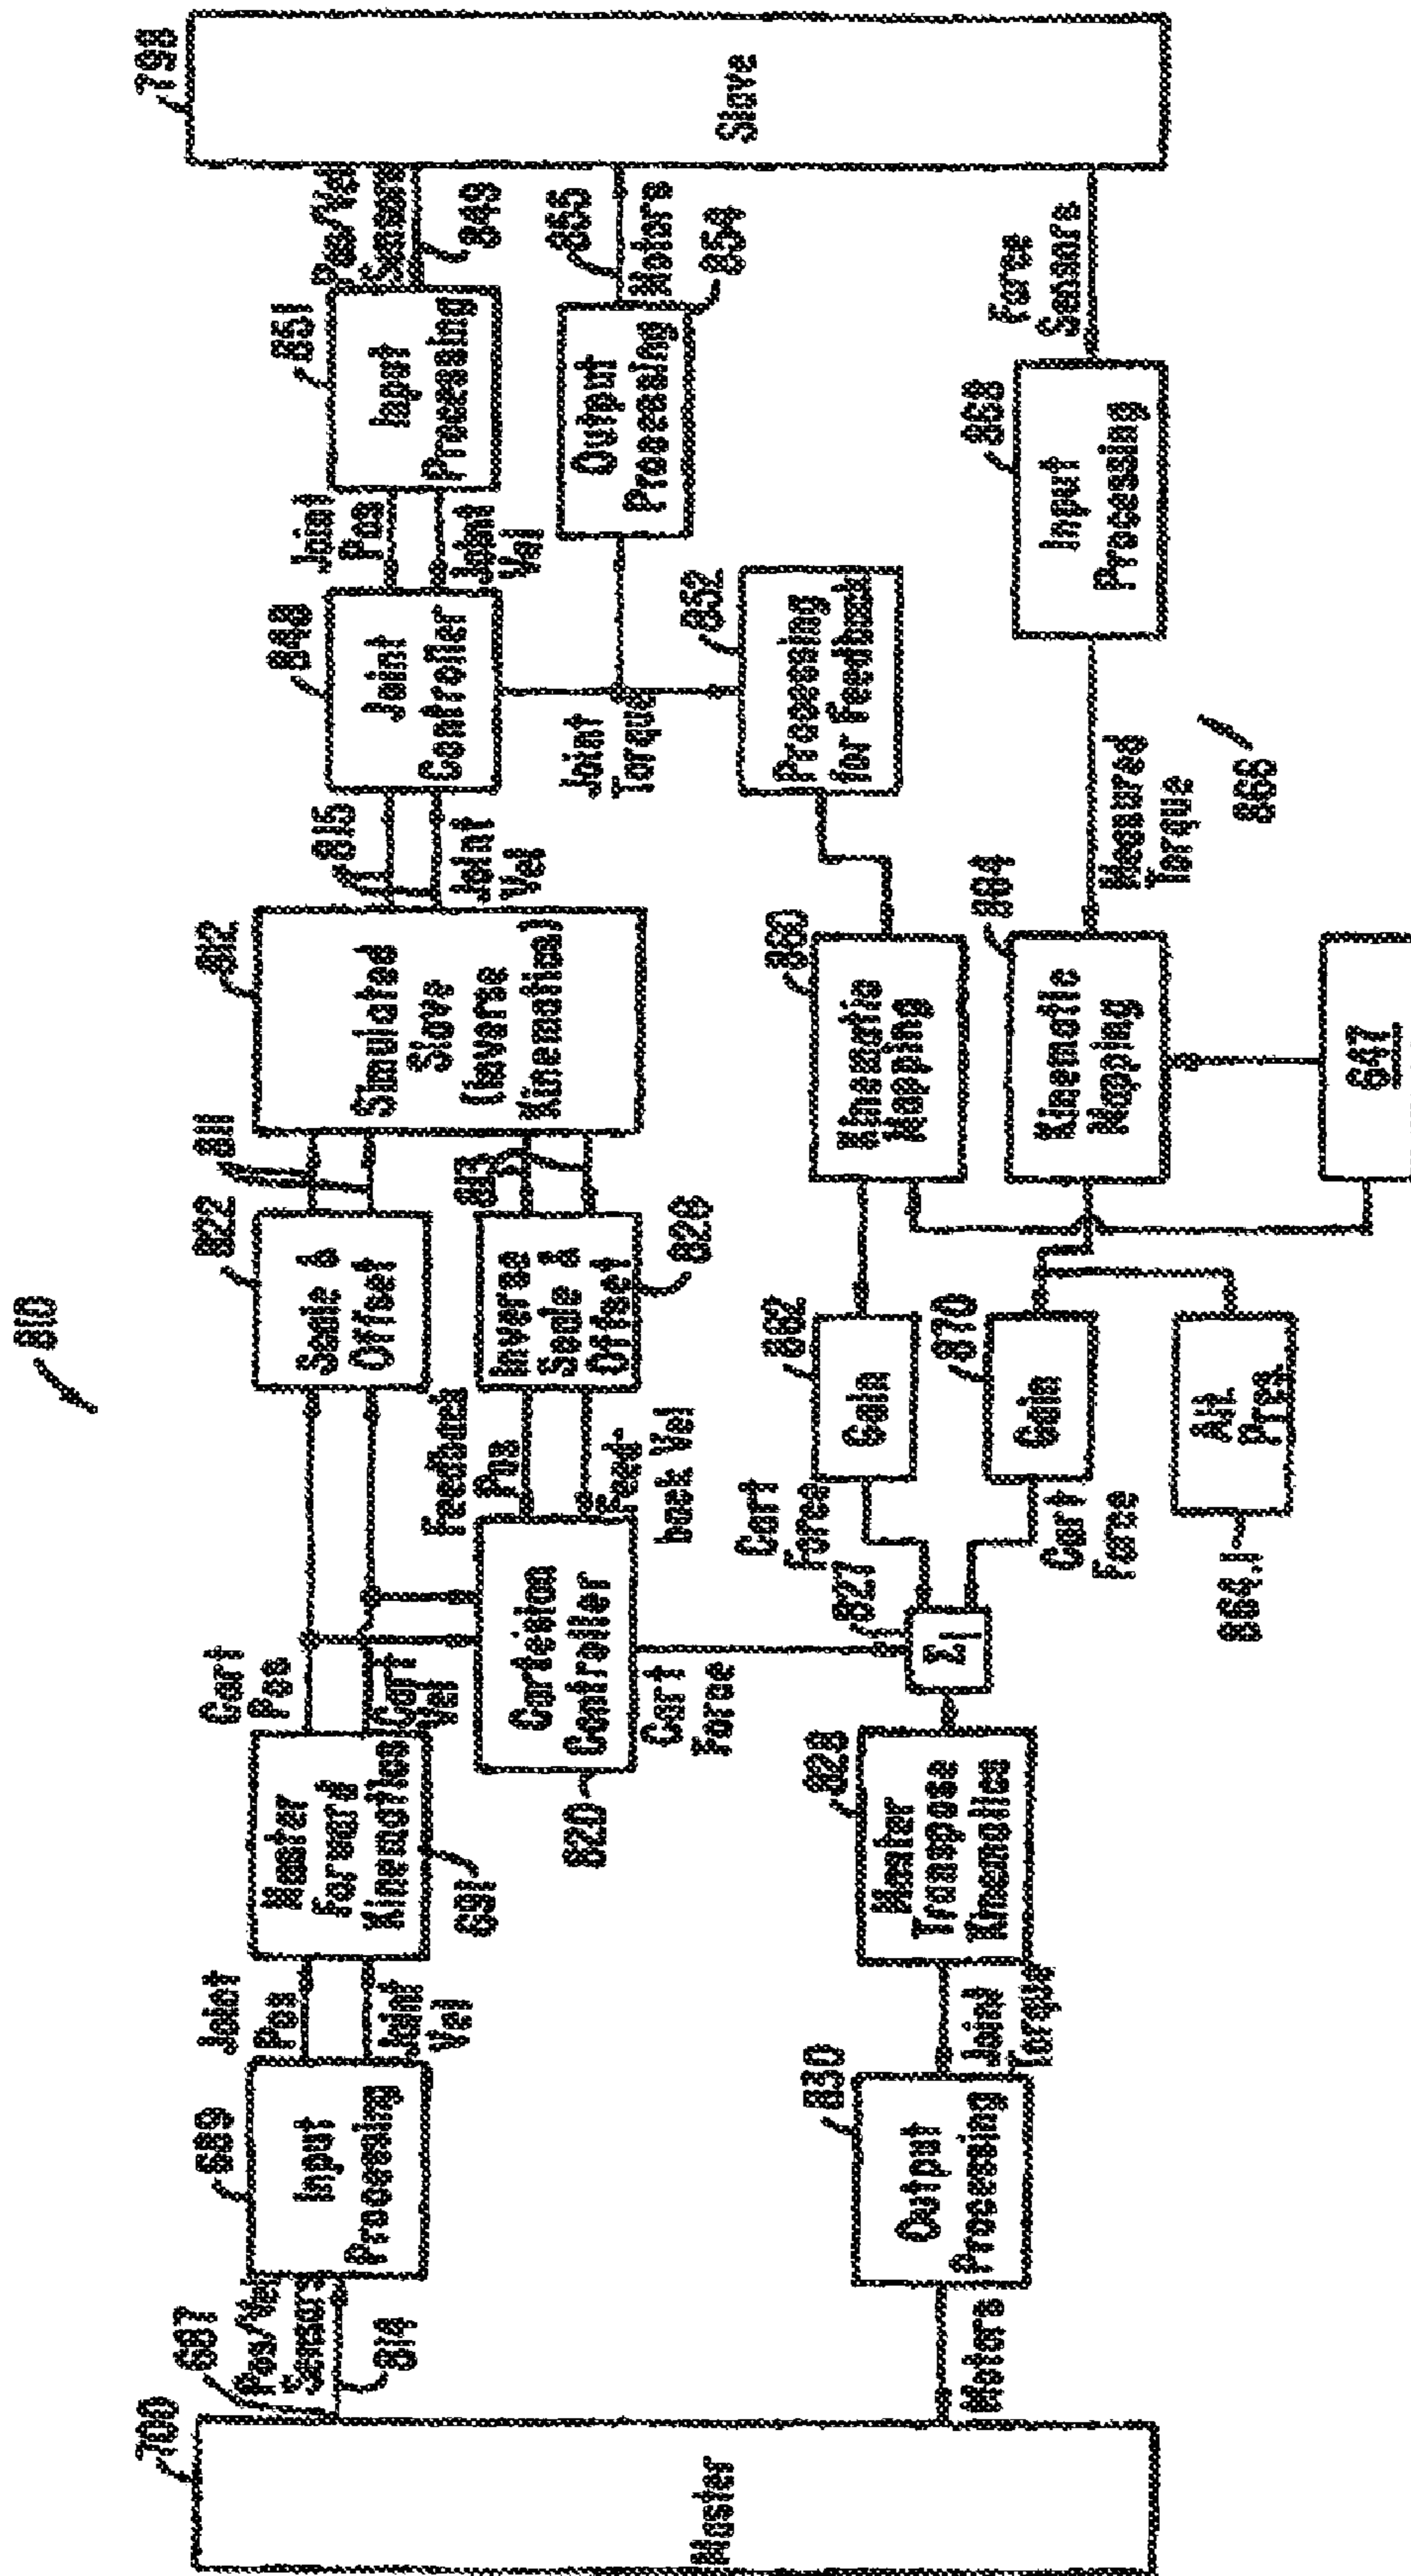 810
700
Master
687
Pos/Vel
Sensors
814
689
Input
Processing
Joint
Pos
Joint
Vel
Master
Forward
Kinematics
691
Cart
Pos
Cart
Vel
Cartesian
Controller
820
Feedback
Pos
Feed-
back Vel
822
Scale &
Offset
Inverse
Scale &
Offset
826
811
813
812
Simulated
Slave
(Inverse
Kinematics)
815
Joint
Vel
848
Joint
Controller
Joint
Pos
Joint
Vel
851
Input
Processing
Pos/Vel
Sensors
849
798
Slave
Output
Processing
Motors
854
Joint
Torque
852
Processing
for Feedback
860
Kinematic
Mapping
862
Gain
Cart
Force
827
Σ
Cart
Force
828
Master
Transpose
Kinematics
Joint
Torque
830
Output
Processing
Motors
870
Gain
Cart
Force
864
Kinematic
Mapping
Measured
Torque
868
Input
Processing
Force
Sensors
866
647